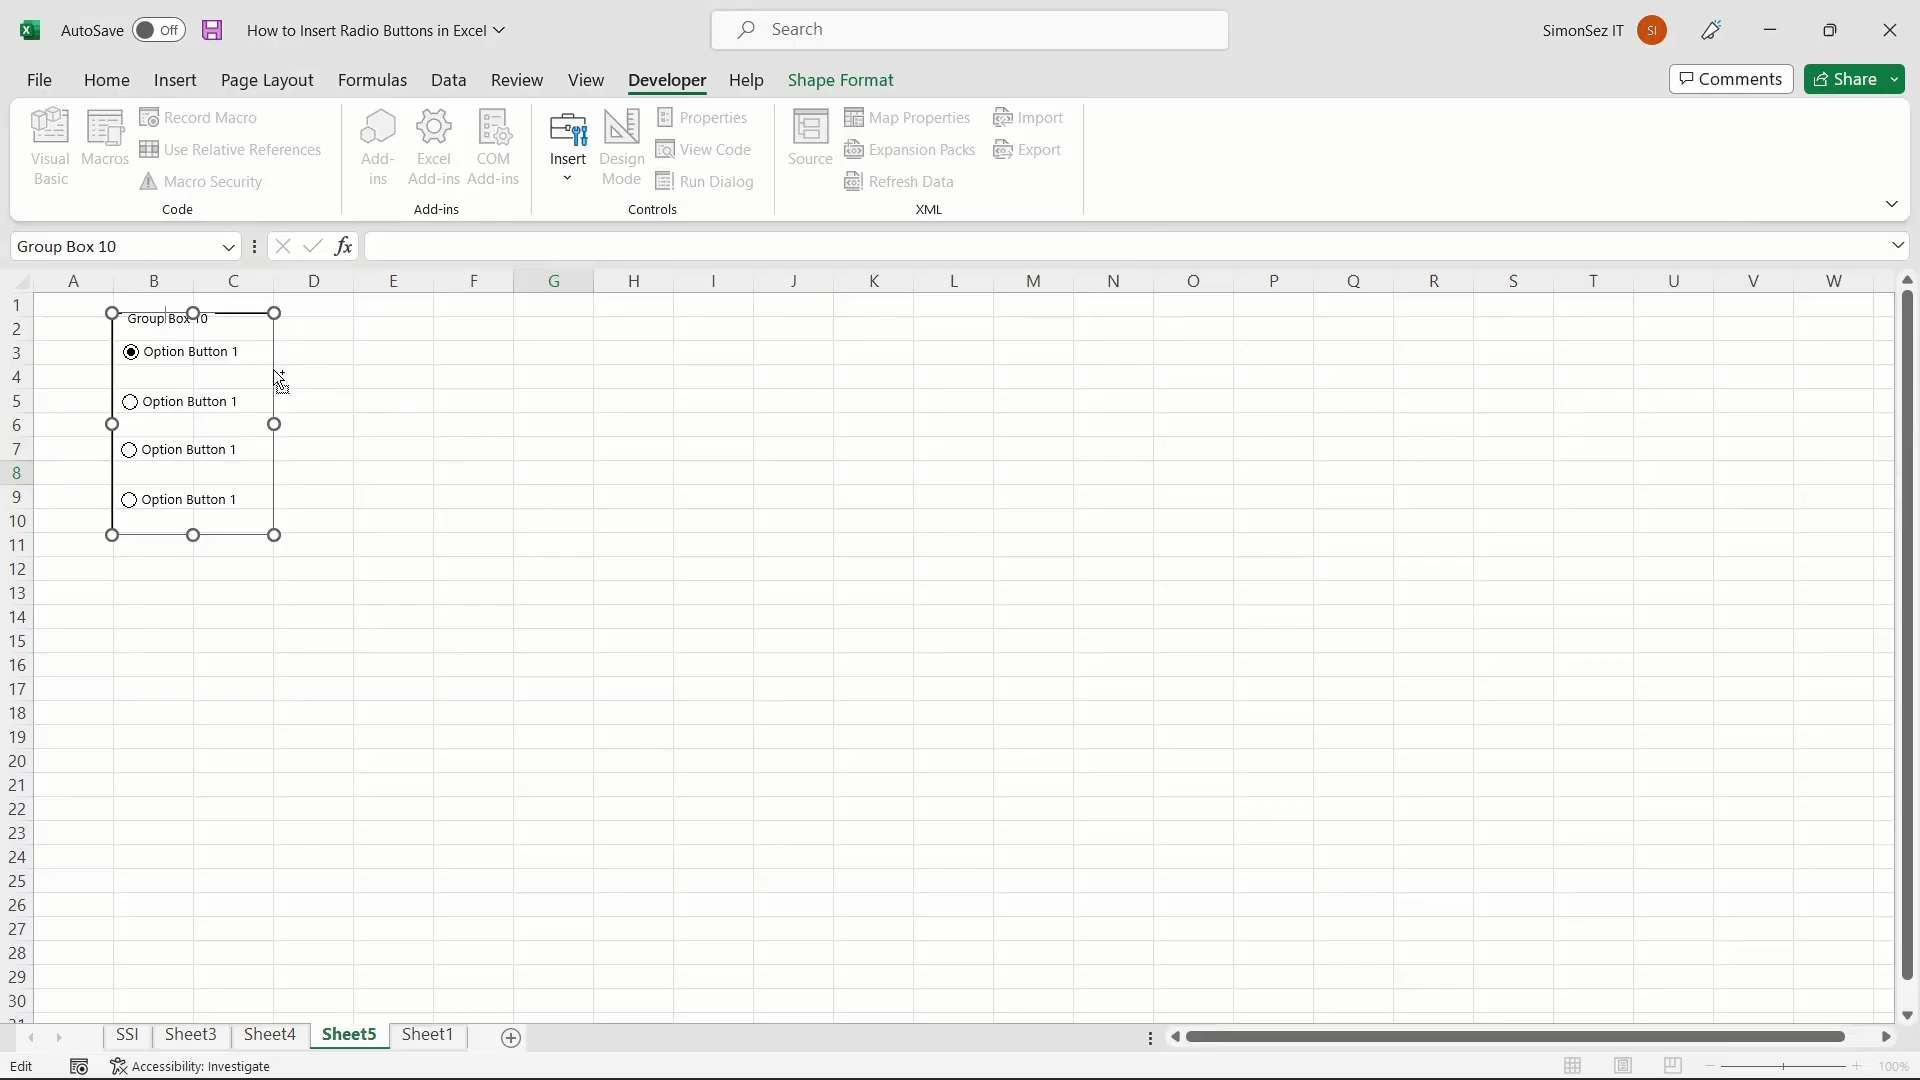 AutoSave Off How to Insert Radio Buttons in Excel Search SimonSez IT SI
File Home Insert Page Layout Formulas Data Review View Developer Help Shape Format Comments Share
Visual Basic Macros Record Macro Use Relative References Macro Security Code
Add-ins Excel Add-ins COM Add-ins Add-ins
Insert Design Mode Properties View Code Run Dialog Controls
Source Map Properties Expansion Packs Refresh Data Import Export XML
Group Box 10 fx
A B C D E F G H I J K L M N O P Q R S T U V W
1
Group Box 10
2
3 Option Button 1
4
5 Option Button 1
6
7 Option Button 1
8
9 Option Button 1
10
11
12
13
14
15
16
17
18
19
20
21
22
23
24
25
26
27
28
29
30
SSI Sheet3 Sheet4 Sheet5 Sheet1
Edit Accessibility: Investigate 100%